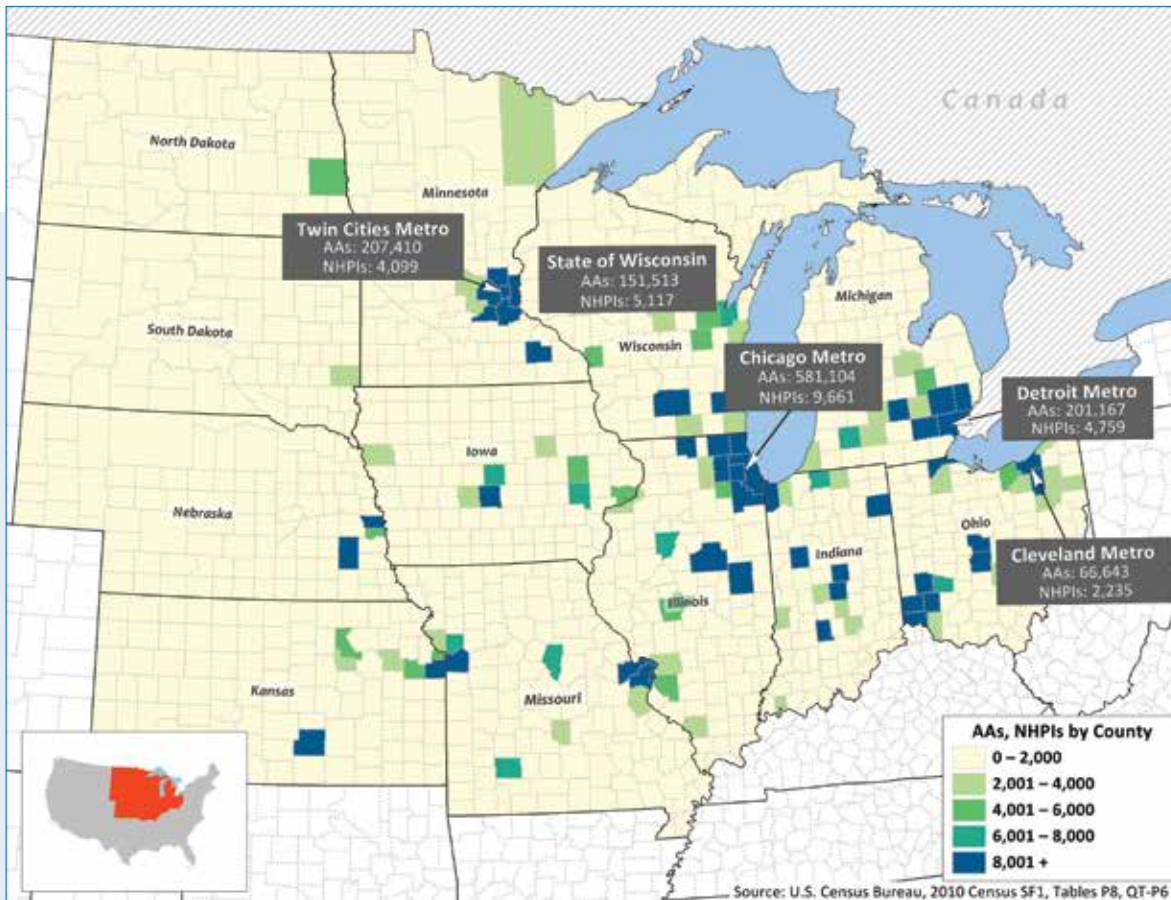 Canada
North Dakota
Minnesota
Twin Cities Metro
AAs: 207,410
NHPIs: 4,099
State of Wisconsin
AAs: 151,513
NHPIs: 5,117
Michigan
South Dakota
Wisconsin
Chicago Metro
AAs: 581,104
NHPIs: 9,661
Detroit Metro
AAs: 201,167
NHPIs: 4,759
Iowa
Nebraska
Ohio
Indiana
Cleveland Metro
AAs: 66,643
NHPIs: 2,235
Illinois
Kansas
Missouri
AAs, NHPIs by County
0 – 2,000
2,001 – 4,000
4,001 – 6,000
6,001 – 8,000
8,001 +
Source: U.S. Census Bureau, 2010 Census SF1, Tables P8, QT-P6